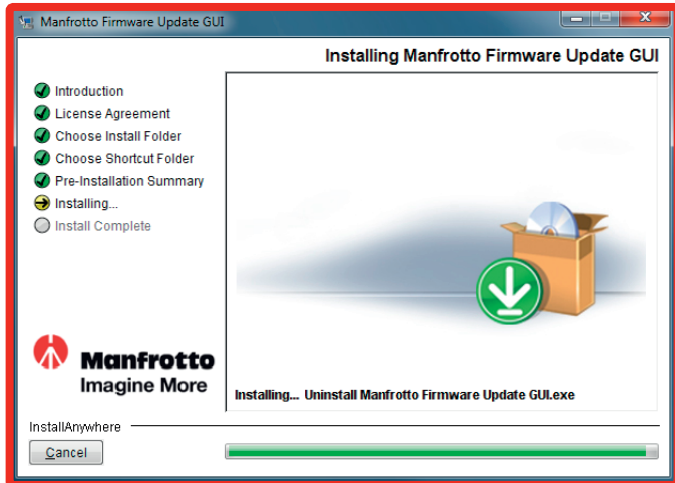 Manfrotto Firmware Update GUI
Installing Manfrotto Firmware Update GUI
Introduction
License Agreement
Choose Install Folder
Choose Shortcut Folder
Pre-Installation Summary
Installing...
Install Complete
Manfrotto
Imagine More
Installing... Uninstall Manfrotto Firmware Update GUI.exe
InstallAnywhere
Cancel